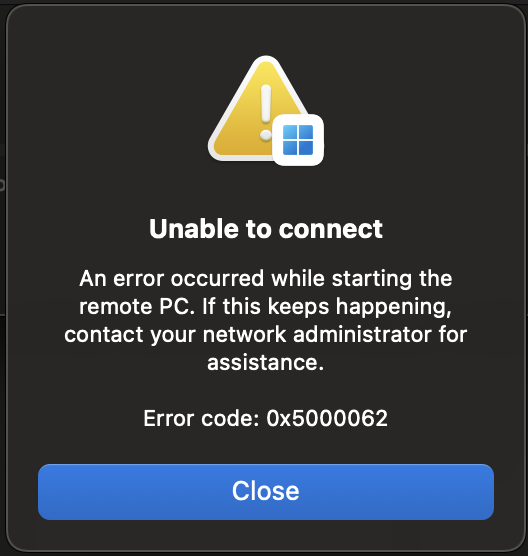 Unable to connect
An error occurred while starting the
remote PC. If this keeps happening,
contact your network administrator for
assistance.
Error code: 0x5000062
Close